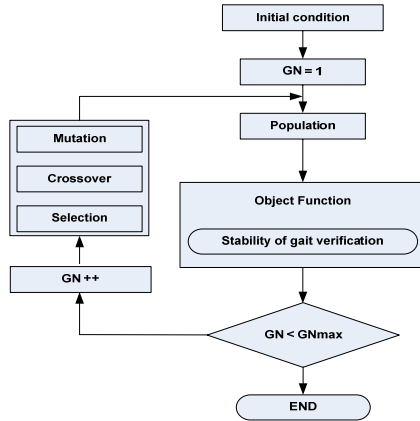 Initial condition
GN = 1
Population
Object Function
Stability of gait verification
GN < GNmax
END
GN ++
Mutation
Crossover
Selection